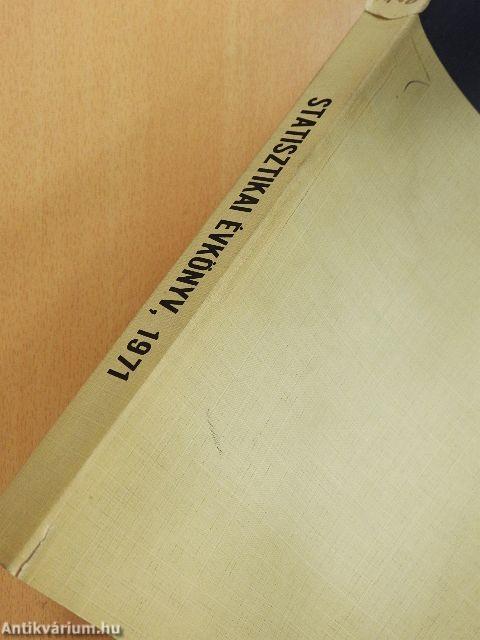 STATISZTIKAI ÉVKÖNYV, 1971
Antikvárium.hu